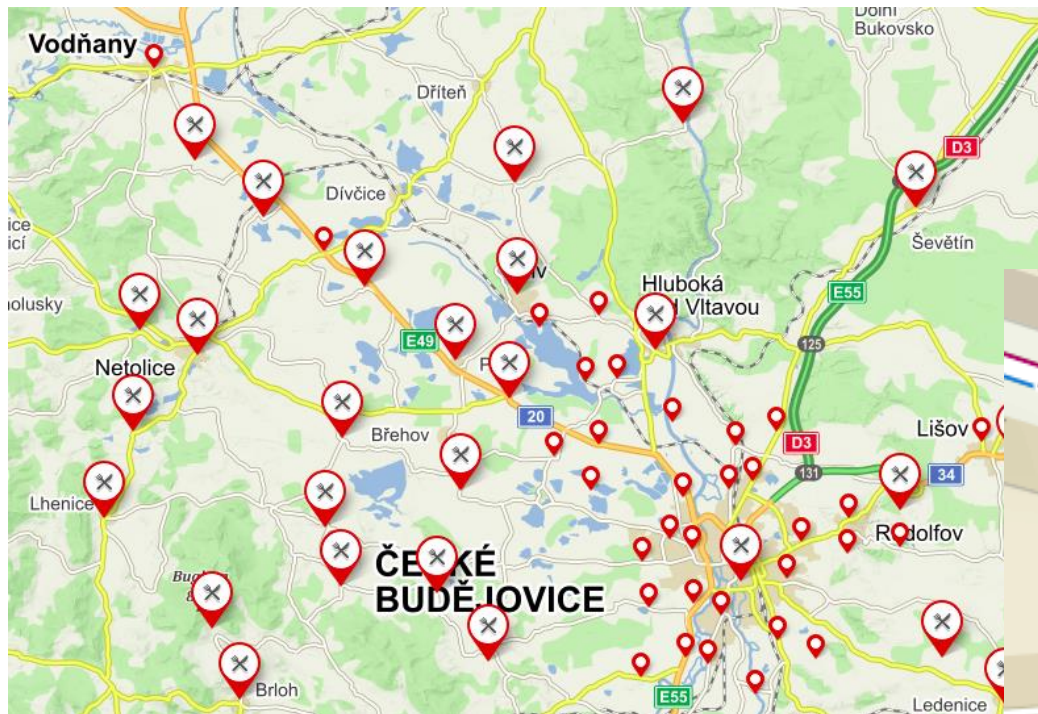 Dolní
Bukovsko
Vodňany
Dříteň
D3
Dívčice
Ševětín
Hluboká
Vltavou
E55
E49
125
Netolice
20
Břehov
D3
Lišov
131
34
Lhenice
ČESKÉ
BUDĚJOVICE
Brloh
E55
Ledenice